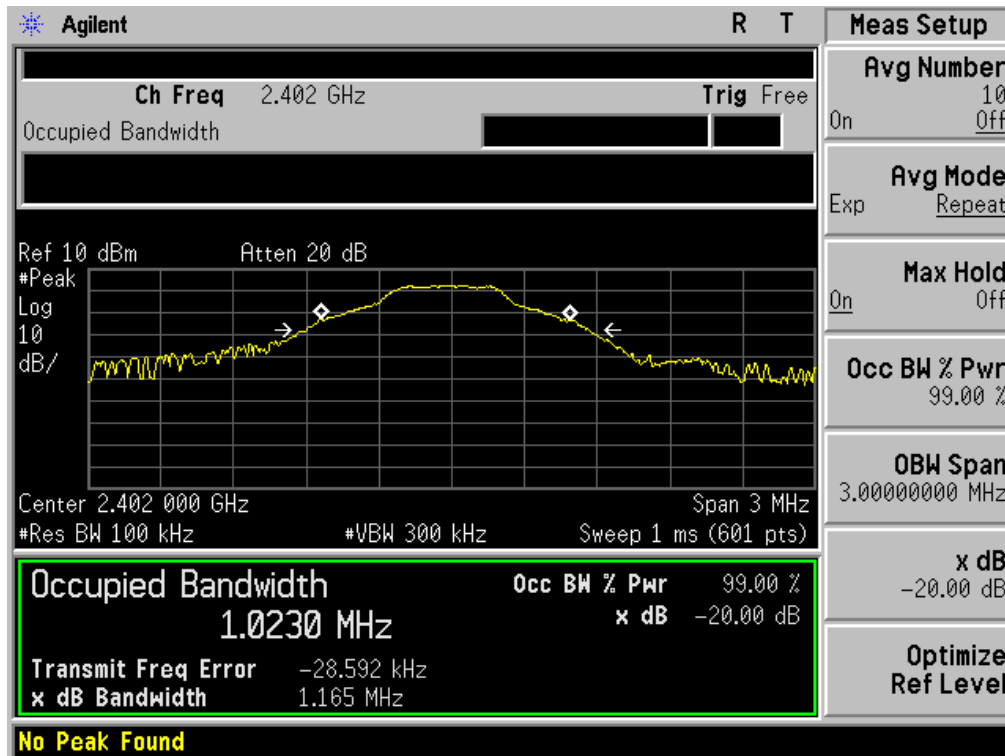 Agilent R T
Ch Freq 2.402 GHz Trig Free
Occupied Bandwidth
Ref 10 dBm Atten 20 dB
#Peak
Log
10
dB/
Center 2.402 000 GHz Span 3 MHz
#Res BW 100 kHz #VBW 300 kHz Sweep 1 ms (601 pts)
Occupied Bandwidth Occ BW % Pwr 99.00 %
1.0230 MHz x dB -20.00 dB
Transmit Freq Error -28.592 kHz
x dB Bandwidth 1.165 MHz
No Peak Found
Meas Setup
Avg Number
10
On Off
Avg Mode
Exp Repeat
Max Hold
On Off
Occ BW % Pwr
99.00 %
OBW Span
3.00000000 MHz
x dB
-20.00 dB
Optimize
Ref Level